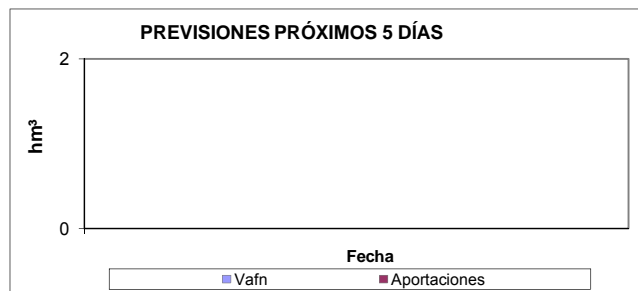 PREVISIONES PRÓXIMOS 5 DÍAS
2
hm³
0
Fecha
Vafn Aportaciones